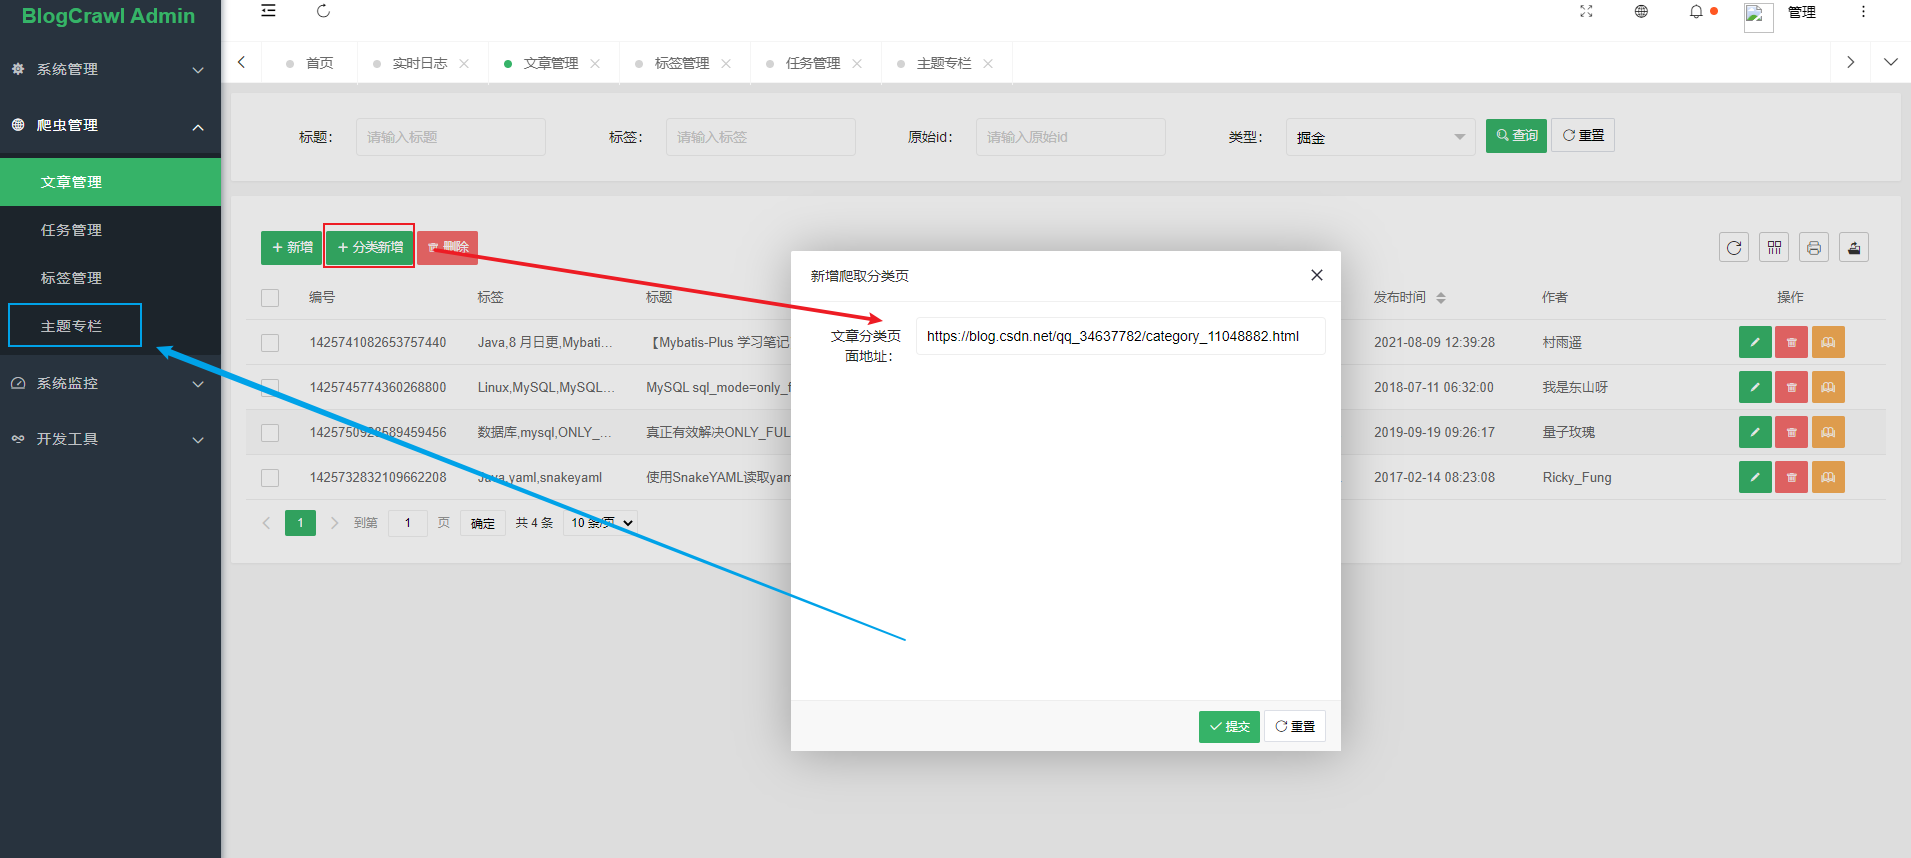 BlogCrawl Admin
管理
系统管理
爬虫管理
文章管理
任务管理
标签管理
主题专栏
系统监控
开发工具
首页
实时日志
文章管理
标签管理
任务管理
主题专栏
标题：
请输入标题
标签：
请输入标签
原始id：
请输入原始id
类型：
掘金
查询
重置
新增
分类新增
删除
编号
标签
标题
发布时间
作者
操作
1425741082653757440
Java,8 月日更,Mybati...
【Mybatis-Plus 学习笔记
2021-08-09 12:39:28
村雨遥
1425745774360268800
Linux,MySQL,MySQL...
MySQL sql_mode=only_f
2018-07-11 06:32:00
我是东山呀
1425750928589459456
数据库,mysql,ONLY_...
真正有效解决ONLY_FUL
2019-09-19 09:26:17
量子玫瑰
1425732832109662208
Java,yaml,snakeyaml
使用SnakeYAML读取yam
2017-02-14 08:23:08
Ricky_Fung
1
到第
1
页
确定
共 4 条
10 条/页
新增爬取分类页
文章分类页
面地址：
https://blog.csdn.net/qq_34637782/category_11048882.html
提交
重置